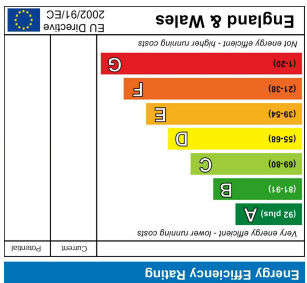 Energy Efficiency Rating
Current Potential
Very energy efficient - lower running costs
(92 plus) A
(81-91) B
(69-80) C
(55-68) D
(39-54) E
(21-38) F
(1-20) G
Not energy efficient - higher running costs
England & Wales
EU Directive
2002/91/EC